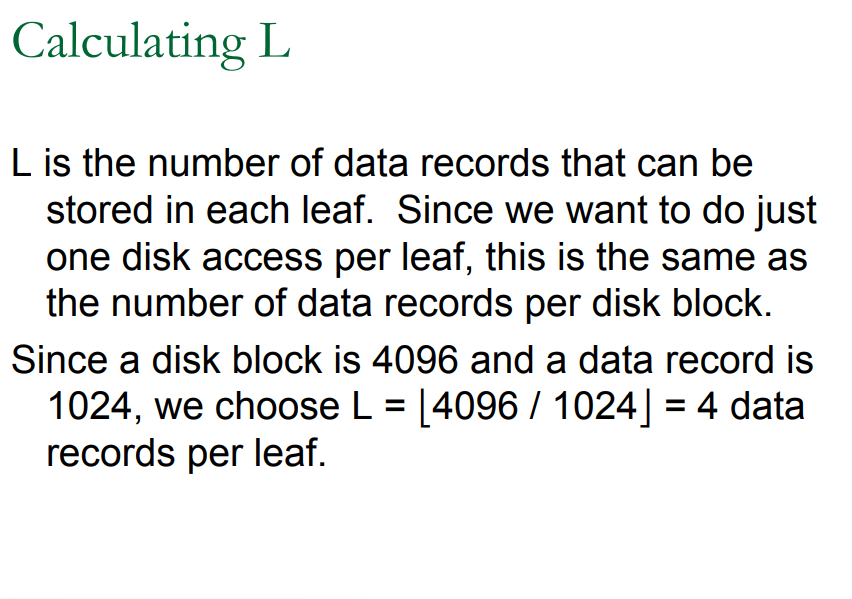 Calculating L
L is the number of data records that can be
stored in each leaf.  Since we want to do just
one disk access per leaf, this is the same as
the number of data records per disk block.
Since a disk block is 4096 and a data record is
1024, we choose L = ⌊4096 / 1024⌋ = 4 data
records per leaf.